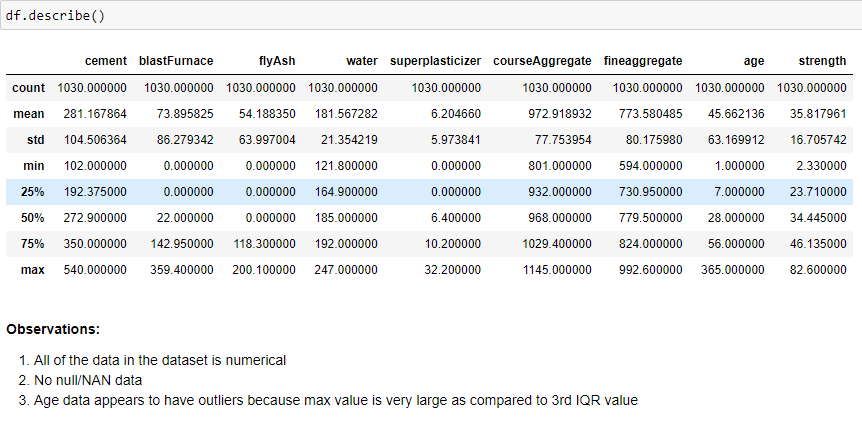 df.describe()
cement blastFurnace flyAsh water superplasticizer courseAggregate fineaggregate age strength
count 1030.000000 1030.000000 1030.000000 1030.000000 1030.000000 1030.000000 1030.000000 1030.000000 1030.000000
mean 281.167864 73.895825 54.188350 181.567282 6.204660 972.918932 773.580485 45.662136 35.817961
std 104.506364 86.279342 63.997004 21.354219 5.973841 77.753954 80.175980 63.169912 16.705742
min 102.000000 0.000000 0.000000 121.800000 0.000000 801.000000 594.000000 1.000000 2.330000
25% 192.375000 0.000000 0.000000 164.900000 0.000000 932.000000 730.950000 7.000000 23.710000
50% 272.900000 22.000000 0.000000 185.000000 6.400000 968.000000 779.500000 28.000000 34.445000
75% 350.000000 142.950000 118.300000 192.000000 10.200000 1029.400000 824.000000 56.000000 46.135000
max 540.000000 359.400000 200.100000 247.000000 32.200000 1145.000000 992.600000 365.000000 82.600000
Observations:
1. All of the data in the dataset is numerical
2. No null/NAN data
3. Age data appears to have outliers because max value is very large as compared to 3rd IQR value